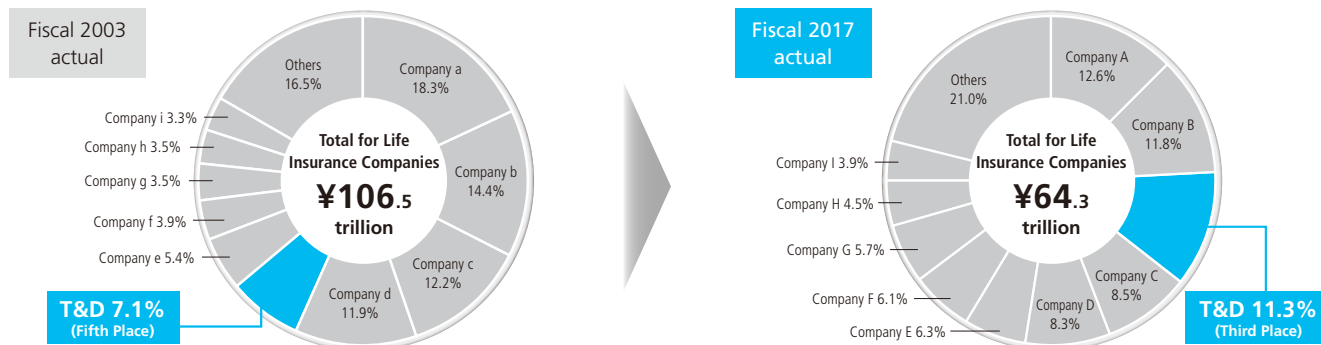 Fiscal 2003
actual
Others
16.5%
Company a
18.3%
Company i 3.3%
Company h 3.5%
Company g 3.5%
Company f 3.9%
Company e 5.4%
Company b
14.4%
Company c
12.2%
Company d
11.9%
Total for Life
Insurance Companies
¥106.5
trillion
T&D 7.1%
(Fifth Place)
Fiscal 2017
actual
Others
21.0%
Company A
12.6%
Company B
11.8%
Company I 3.9%
Company H 4.5%
Company G 5.7%
Company F 6.1%
Company E 6.3%
Company D
8.3%
Company C
8.5%
Total for Life
Insurance Companies
¥64.3
trillion
T&D 11.3%
(Third Place)